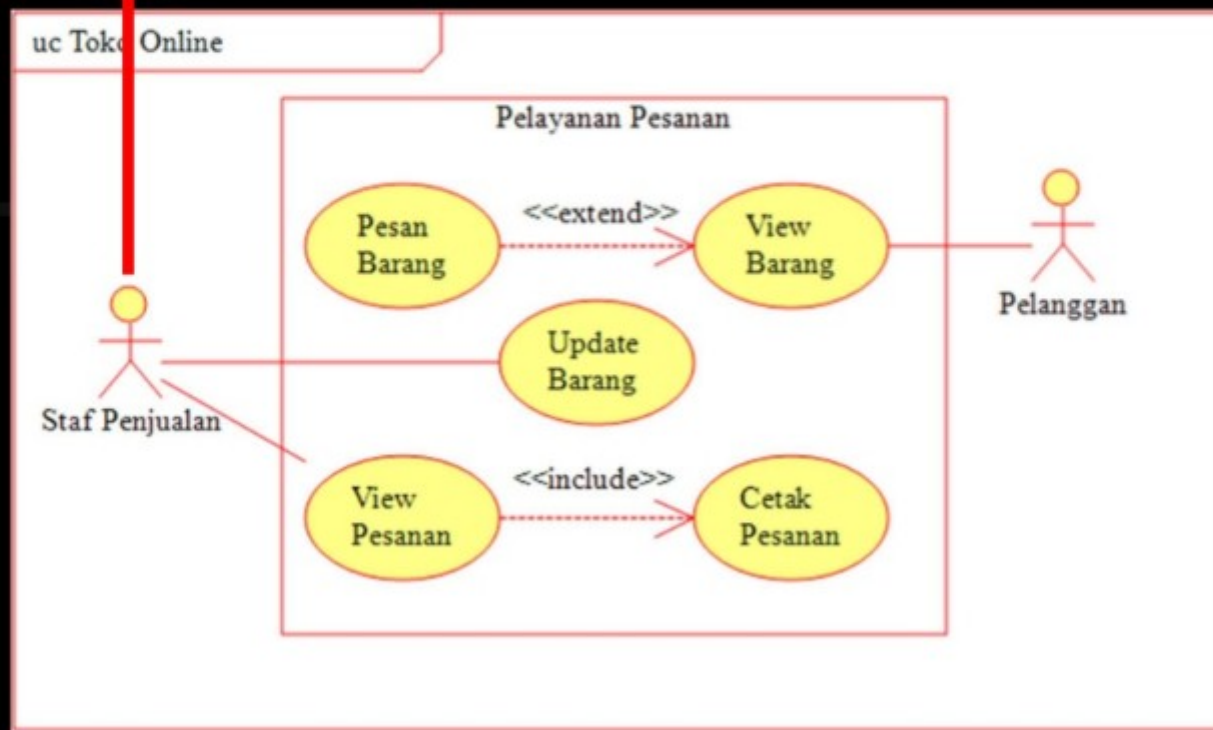 uc Toko Online
Pelayanan Pesanan
Pesan
Barang
<<extend>>
View
Barang
Pelanggan
Update
Barang
Staf Penjualan
View
Pesanan
<<include>>
Cetak
Pesanan